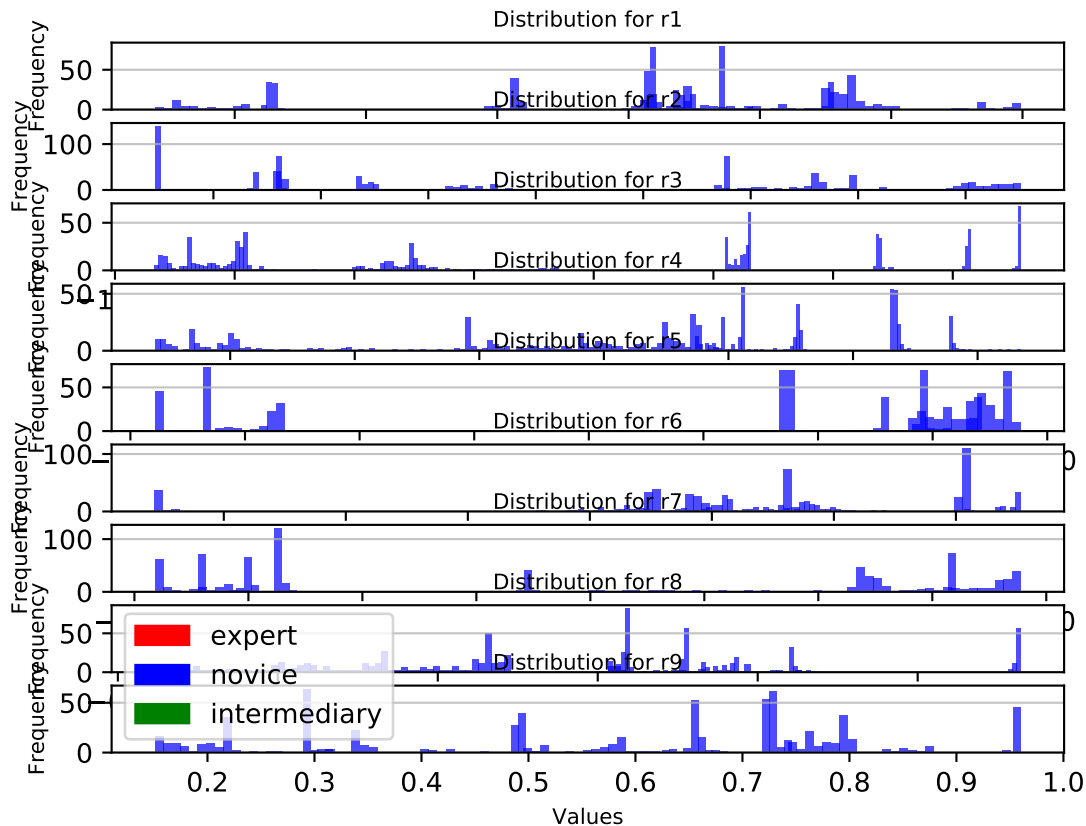 Distribution for r1
Frequency
50
0
Distribution for r2
Frequency
100
0
Distribution for r3
Frequency
50
0
Distribution for r4
Frequency
50
0
Distribution for r5
Frequency
50
0
Distribution for r6
Frequency
100
0
Distribution for r7
Frequency
100
0
Distribution for r8
Frequency
50
0
expert
novice
intermediary
Distribution for r9
Frequency
50
0
0.2 0.3 0.4 0.5 0.6 0.7 0.8 0.9 1.0
Values